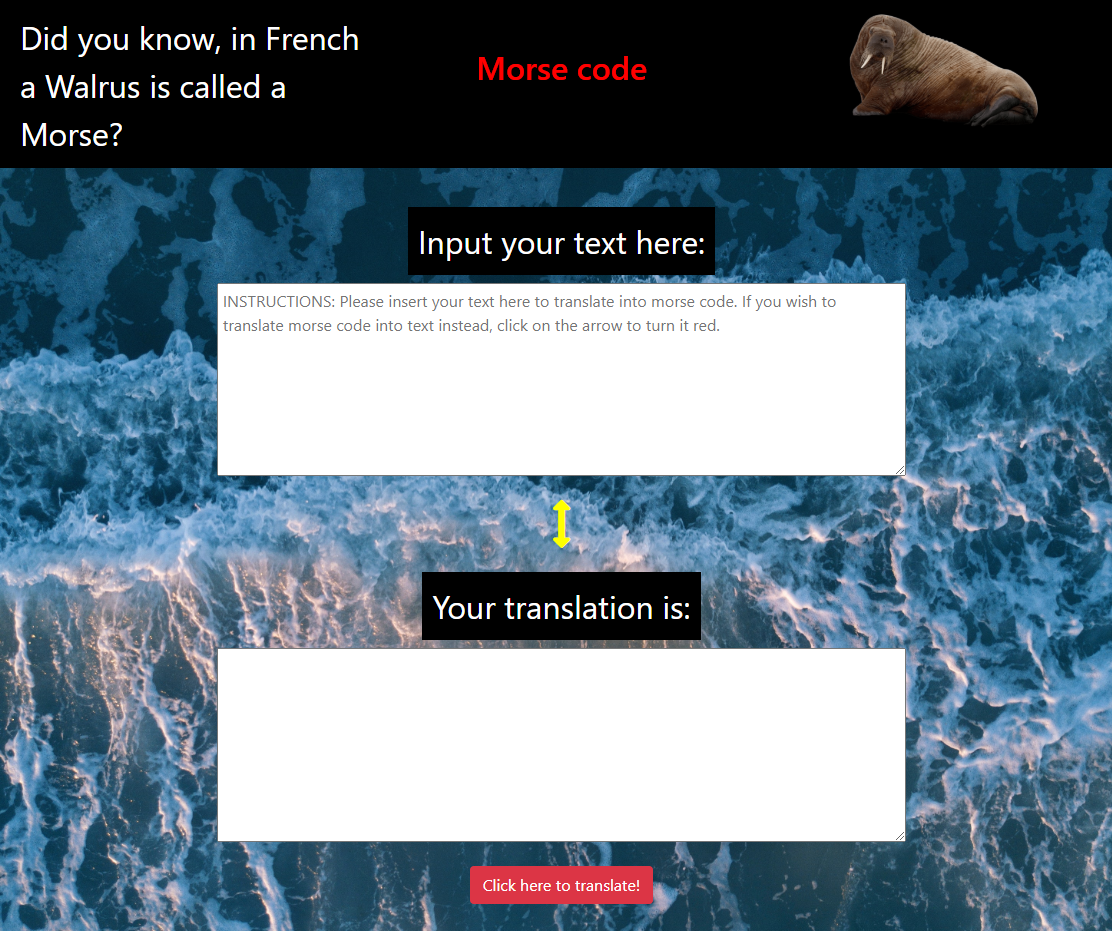 Did you know, in French
a Walrus is called a
Morse?
Morse code
Input your text here:
INSTRUCTIONS: Please insert your text here to translate into morse code. If you wish to
translate morse code into text instead, click on the arrow to turn it red.
Your translation is:
Click here to translate!